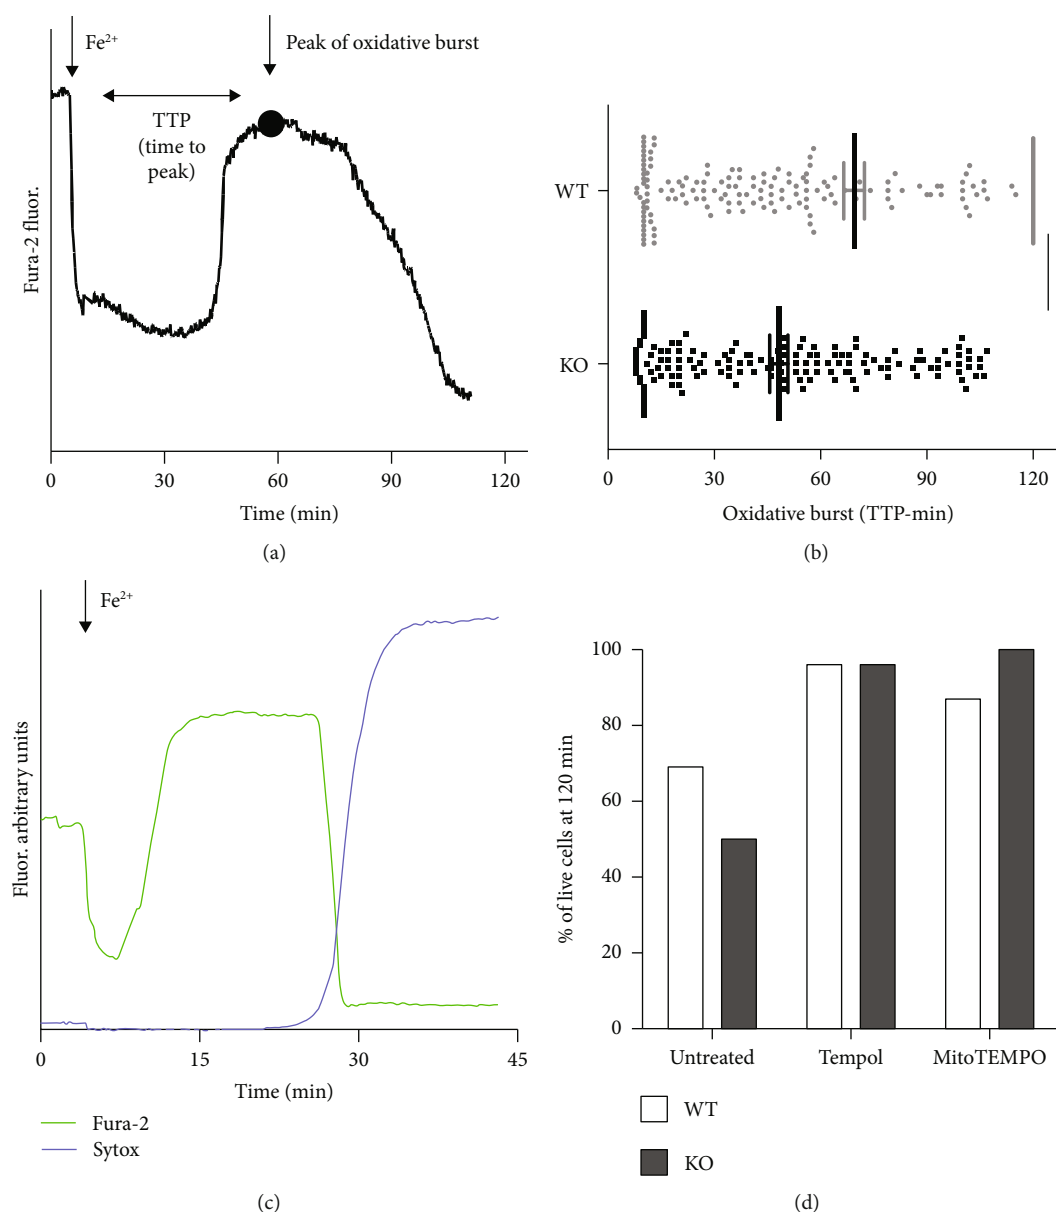 Fe²⁺
Peak of oxidative burst
TTP
(time to
peak)
Fura-2 fluor.
0 30 60 90 120
Time (min)
(a)
WT
KO
0 30 60 90 120
Oxidative burst (TTP-min)
(b)
Fe²⁺
Fluor. arbitrary units
0 15 30 45
Time (min)
Fura-2
Sytox
(c)
100
80
60
40
20
0
% of live cells at 120 min
Untreated Tempol MitoTEMPO
WT
KO
(d)